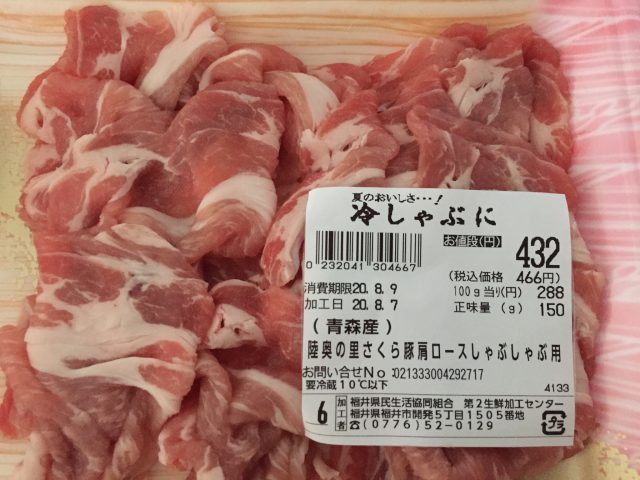 夏のおいしさ･･･!
冷しゃぶに
お値段(円) 432
0 232041 304667
(税込価格 466円)
消費期限20. 8. 9
100g当り(円) 288
加工日 20. 8. 7
正味量(g) 150
(青森産)
陸奥の里さくら豚肩ロースしゃぶしゃぶ用
お問い合せNo:021333004292717
要冷蔵10℃以下
4133
6
加工者
福井県民生活協同組合 第2生鮮加工センター
福井県福井市開発5丁目1505番地
☎(0776)52-0129
プラ